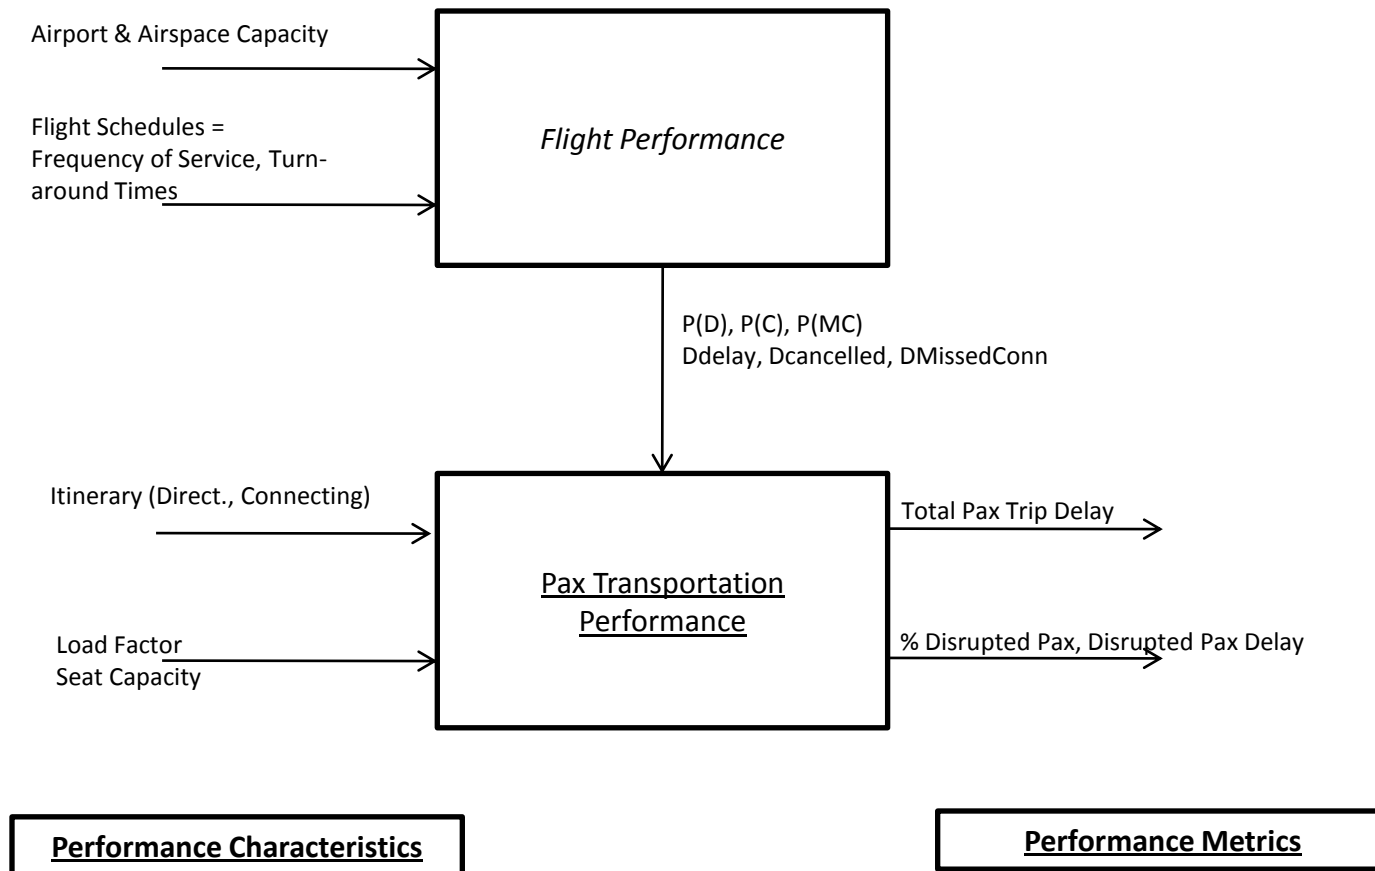 Airport & Airspace Capacity
Flight Schedules =
Frequency of Service, Turn-
around Times
Flight Performance
P(D), P(C), P(MC)
Ddelay, Dcancelled, DMissedConn
Itinerary (Direct., Connecting)
Total Pax Trip Delay
Pax Transportation
Performance
Load Factor
Seat Capacity
% Disrupted Pax, Disrupted Pax Delay
Performance Characteristics
Performance Metrics